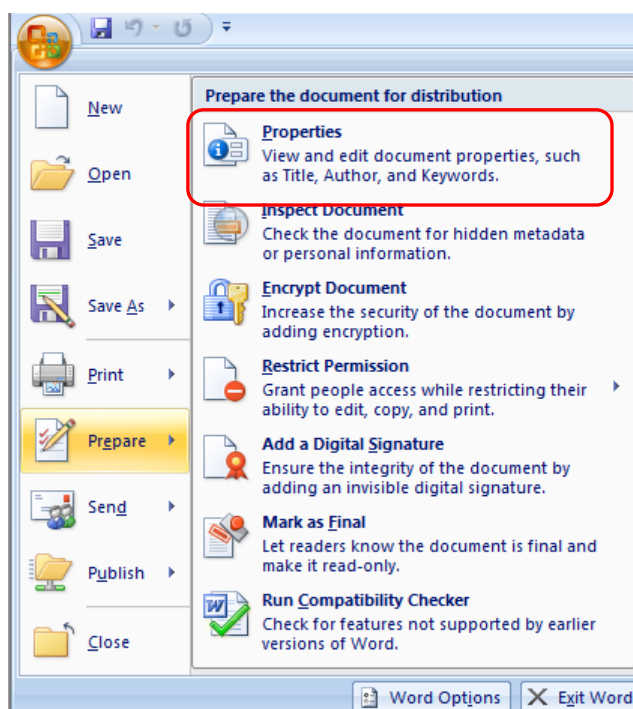 New
Open
Save
Save As
Print
Prepare
Send
Publish
Close
Prepare the document for distribution
Properties
View and edit document properties, such
as Title, Author, and Keywords.
Inspect Document
Check the document for hidden metadata
or personal information.
Encrypt Document
Increase the security of the document by
adding encryption.
Restrict Permission
Grant people access while restricting their
ability to edit, copy, and print.
Add a Digital Signature
Ensure the integrity of the document by
adding an invisible digital signature.
Mark as Final
Let readers know the document is final and
make it read-only.
Run Compatibility Checker
Check for features not supported by earlier
versions of Word.
Word Options
Exit Word